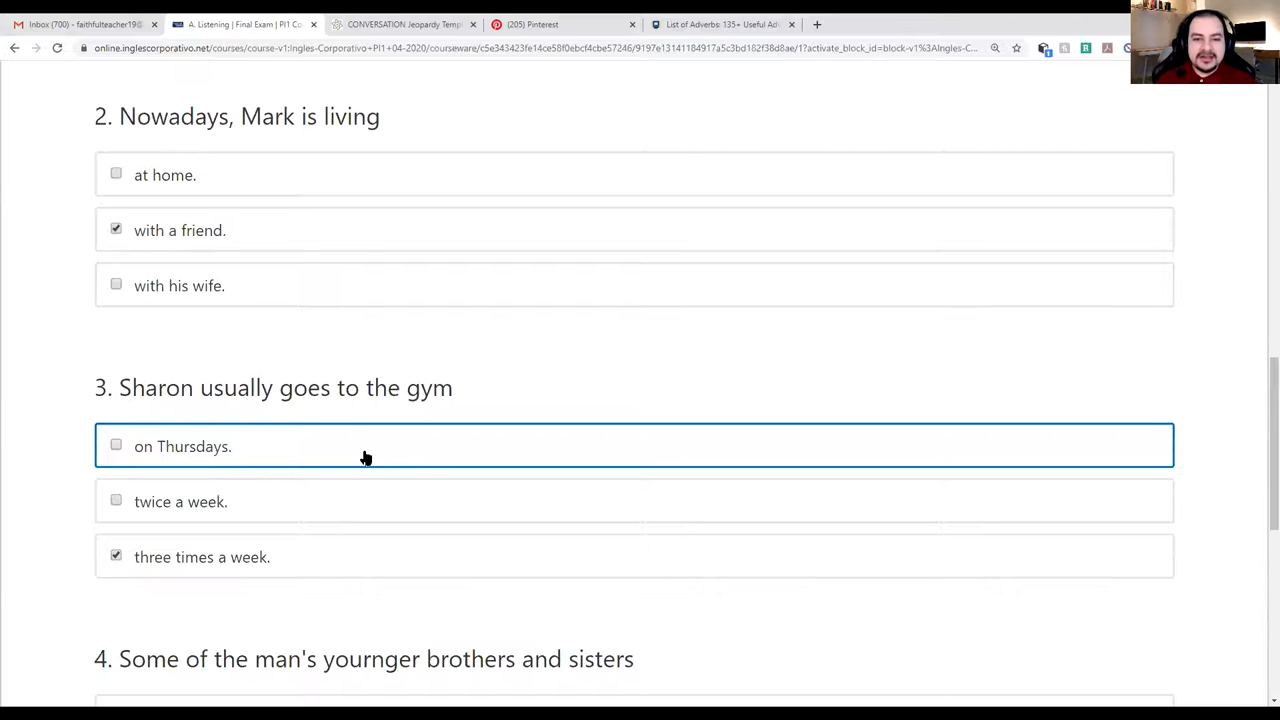 Inbox (700) - faithfulteacher19@
A. Listening | Final Exam | PI1 Co
CONVERSATION Jeopardy Templ
(205) Pinterest
List of Adverbs: 135+ Useful Adv
2. Nowadays, Mark is living
at home.
with a friend.
with his wife.
3. Sharon usually goes to the gym
on Thursdays.
twice a week.
three times a week.
4. Some of the man's yournger brothers and sisters